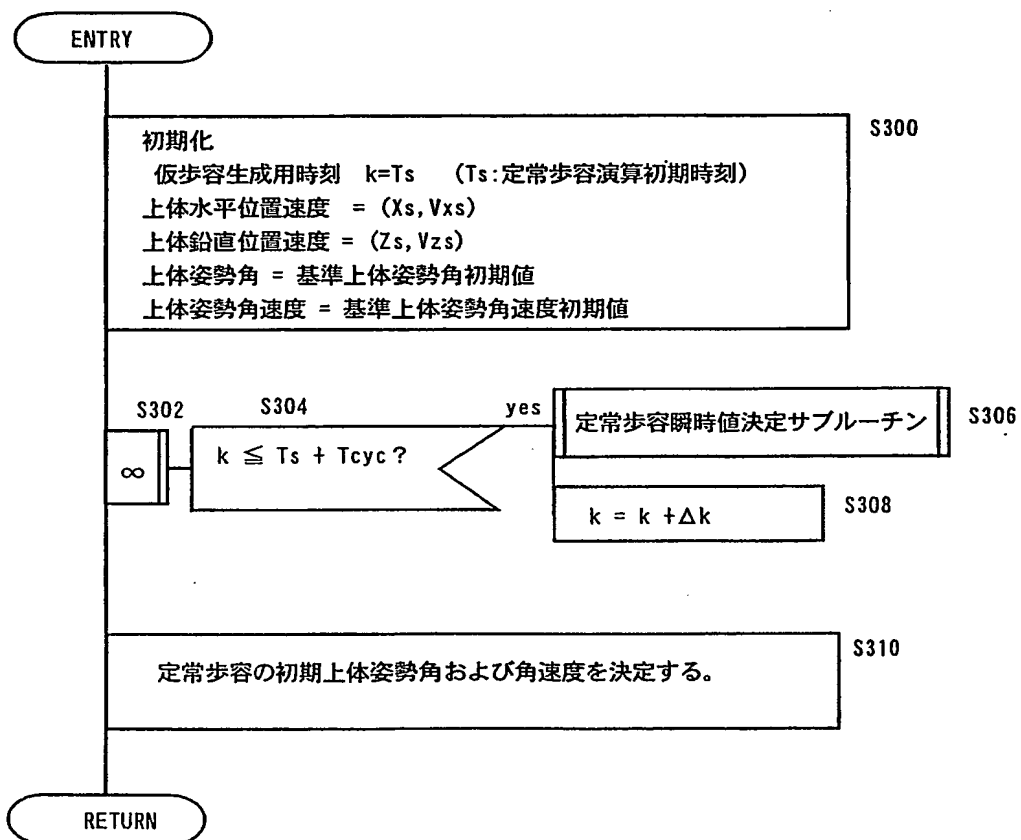 ENTRY
S300
初期化
仮歩容生成用時刻 k=Ts (Ts:定常歩容演算初期時刻)
上体水平位置速度 = (Xs,Vxs)
上体鉛直位置速度 = (Zs,Vzs)
上体姿勢角 = 基準上体姿勢角初期値
上体姿勢角速度 = 基準上体姿勢角速度初期値
S302
∞
S304
k ≦ Ts + Tcyc?
yes
定常歩容瞬時値決定サブルーチン
S306
k = k +Δk
S308
S310
定常歩容の初期上体姿勢角および角速度を決定する。
RETURN